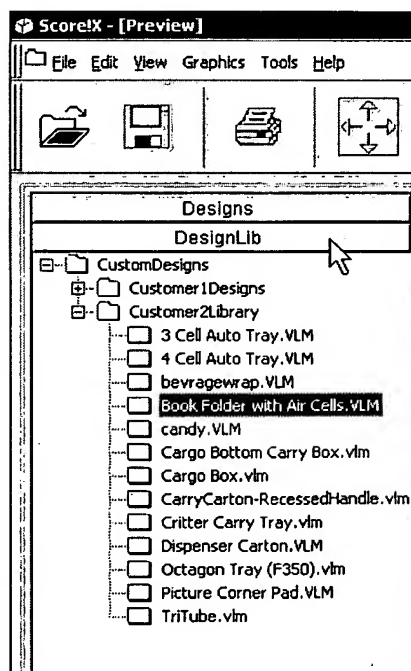 Score!X - [Preview]
File Edit View Graphics Tools Help
Designs
DesignLib
CustomDesigns
Customer1Designs
Customer2Library
3 Cell Auto Tray.VLM
4 Cell Auto Tray.VLM
bevragewrap.VLM
Book Folder with Air Cells.VLM
candy.VLM
Cargo Bottom Carry Box.vlm
Cargo Box.vlm
CarryCarton-RecessedHandle.vlm
Critter Carry Tray.vlm
Dispenser Carton.VLM
Octagon Tray (F350).vlm
Picture Corner Pad.VLM
TriTube.vlm